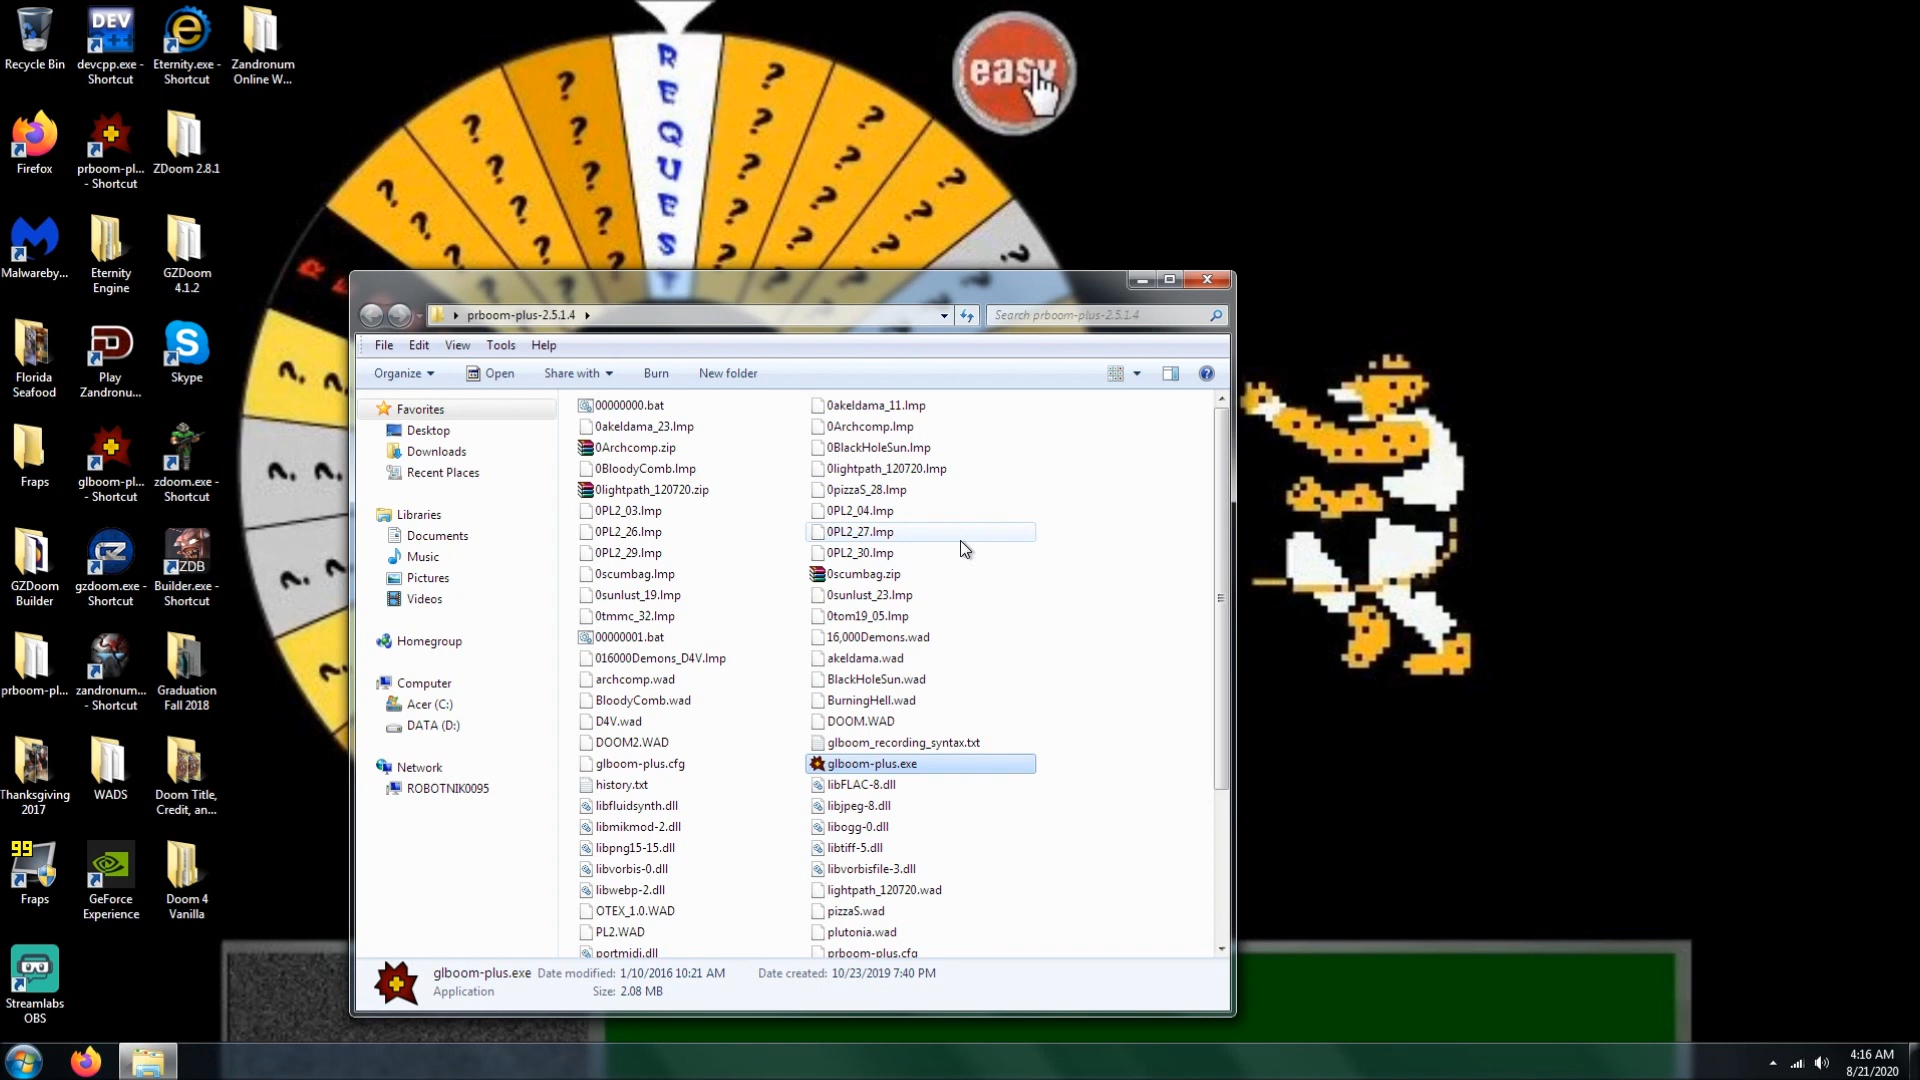 Recycle Bin
DEV
devcpp.exe -
Shortcut
Eternity.exe -
Shortcut
Zandronum
Online W...
Firefox
prboom-pl...
- Shortcut
ZDoom 2.8.1
Malwareby...
Eternity
Engine
GZDoom
4.1.2
Florida
Seafood
Play
Zandronu...
Skype
Fraps
glboom-pl...
- Shortcut
zdoom.exe -
Shortcut
GZDoom
Builder
gzdoom.exe -
Shortcut
GZDB
Builder.exe -
Shortcut
prboom-pl...
zandronum...
- Shortcut
Graduation
Fall 2018
Thanksgiving
2017
WADS
Doom Title,
Credit, an...
99
Fraps
GeForce
Experience
Doom 4
Vanilla
Streamlabs
OBS
REQUEST
easy
prboom-plus-2.5.1.4
Search prboom-plus-2.5.1.4
File Edit View Tools Help
Organize Open Share with Burn New folder
Favorites
Desktop
Downloads
Recent Places
Libraries
Documents
Music
Pictures
Videos
Homegroup
Computer
Acer (C:)
DATA (D:)
Network
ROBOTNIK0095
00000000.bat 0akeldama_11.lmp
0akeldama_23.lmp 0Archcomp.lmp
0Archcomp.zip 0BlackHoleSun.lmp
0BloodyComb.lmp 0lightpath_120720.lmp
0lightpath_120720.zip 0pizzaS_28.lmp
0PL2_03.lmp 0PL2_04.lmp
0PL2_26.lmp 0PL2_27.lmp
0PL2_29.lmp 0PL2_30.lmp
0scumbag.lmp 0scumbag.zip
0sunlust_19.lmp 0sunlust_23.lmp
0tmmc_32.lmp 0tom19_05.lmp
00000001.bat 16,000Demons.wad
016000Demons_D4V.lmp akeldama.wad
archcomp.wad BlackHoleSun.wad
BloodyComb.wad BurningHell.wad
D4V.wad DOOM.WAD
DOOM2.WAD glboom_recording_syntax.txt
glboom-plus.cfg glboom-plus.exe
history.txt libFLAC-8.dll
libfluidsynth.dll libjpeg-8.dll
libmikmod-2.dll libogg-0.dll
libpng15-15.dll libtiff-5.dll
libvorbis-0.dll libvorbisfile-3.dll
libwebp-2.dll lightpath_120720.wad
OTEX_1.0.WAD pizzaS.wad
PL2.WAD plutonia.wad
portmidi.dll prboom-plus.cfg
glboom-plus.exe Date modified: 1/10/2016 10:21 AM Date created: 10/23/2019 7:40 PM
Application Size: 2.08 MB
4:16 AM
8/21/2020